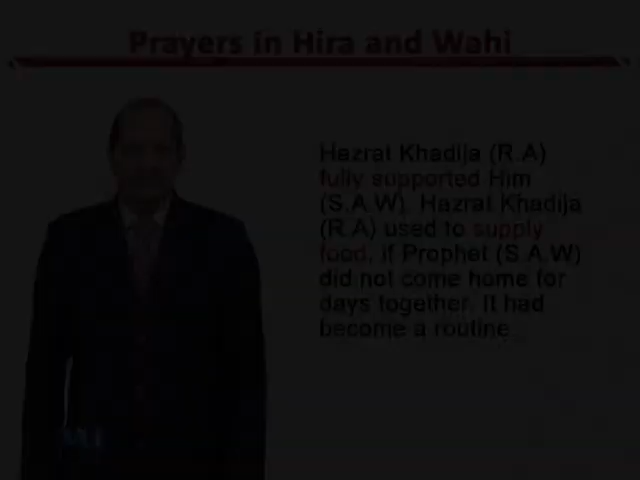 Prayers in Hira and Wahi
Hazrat Khadija (R.A)
fully supported Him
(S.A.W). Hazrat Khadija
(R.A) used to supply
food, if Prophet (S.A.W)
did not come home for
days together. It had
become a routine.